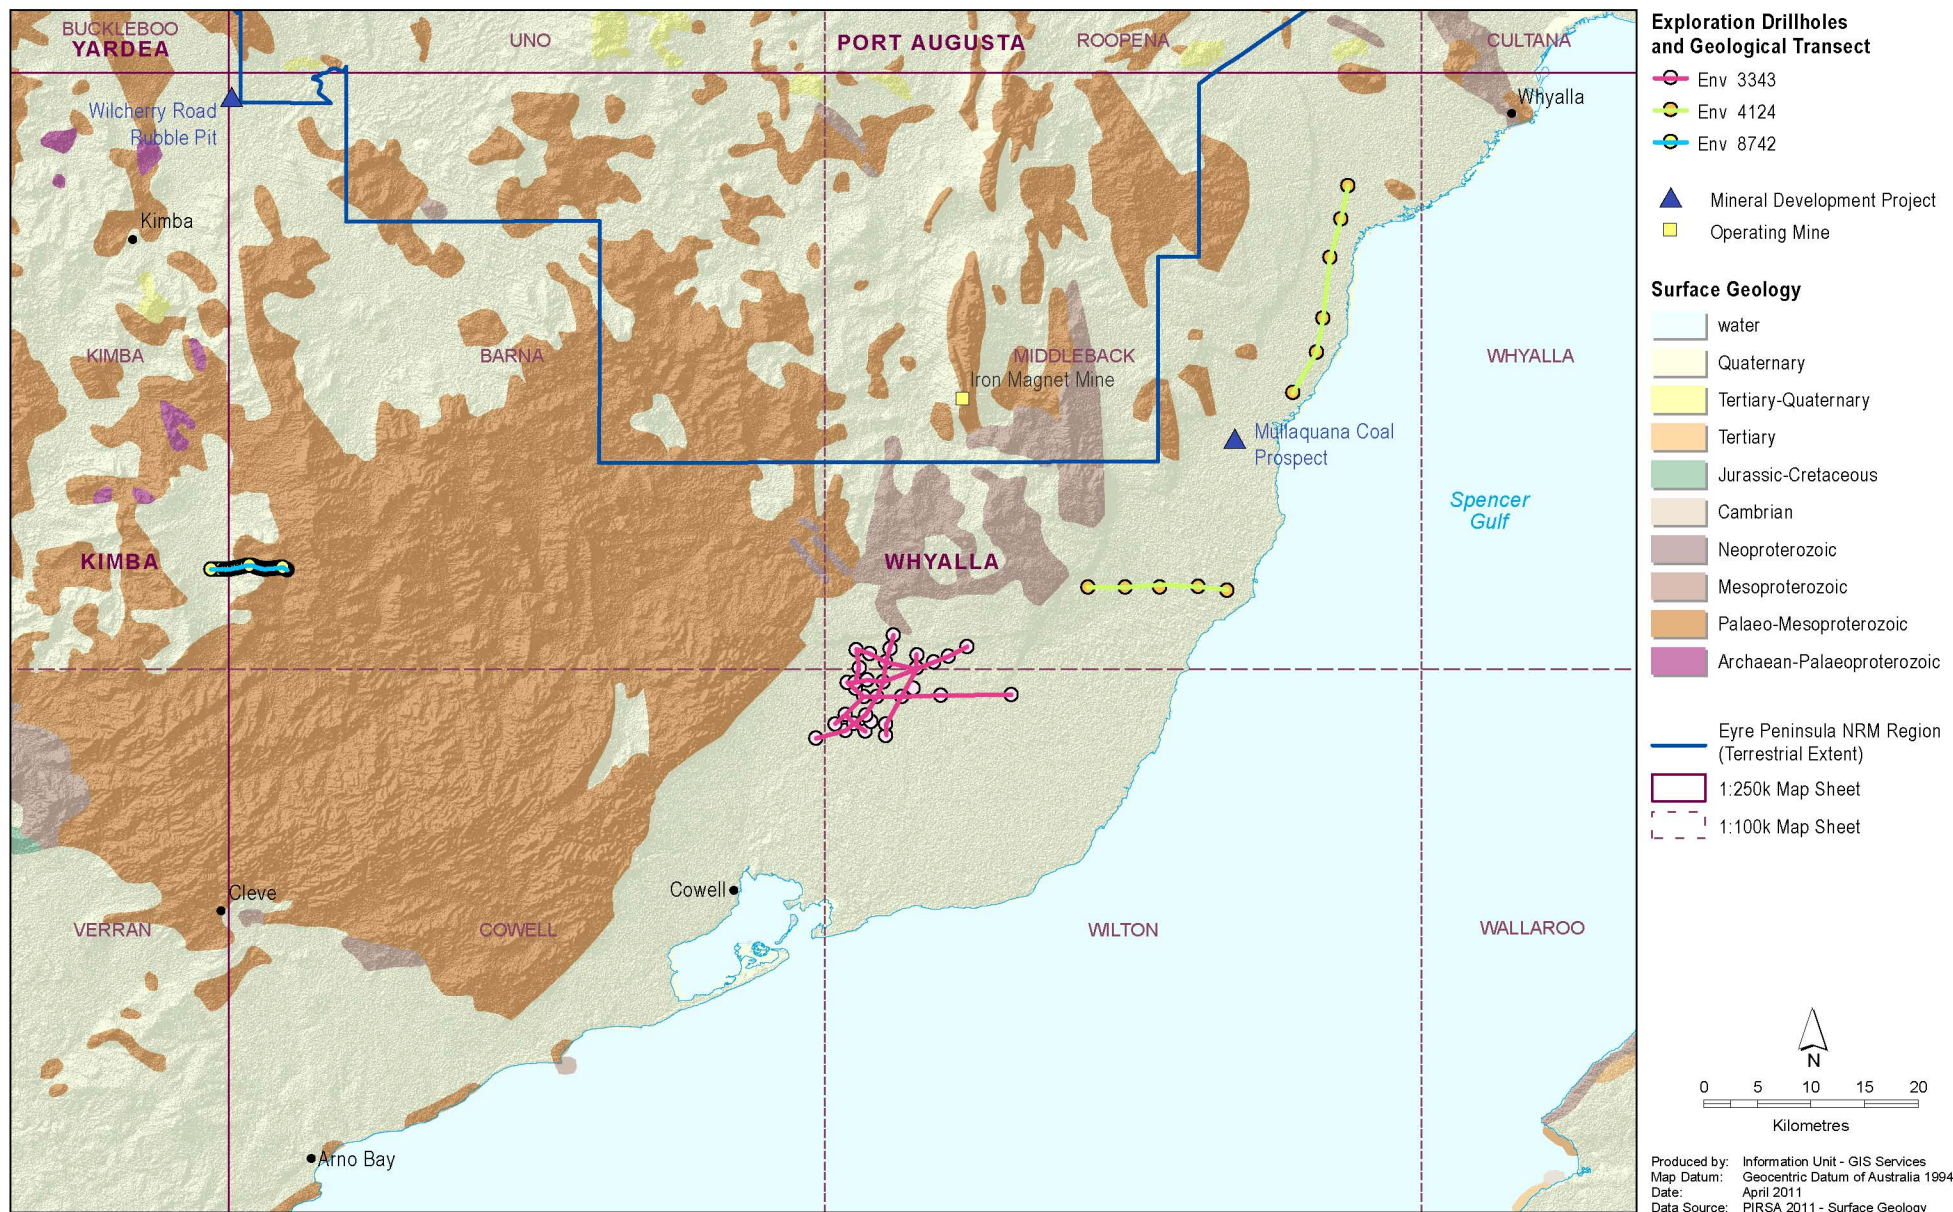 BUCKLEBOO
YARDEA
UNO
PORT AUGUSTA
ROOPENA
CULTANA
Wilcherry Road
Rubble Pit
Whyalla
Kimba
KIMBA
BARNA
MIDDLEBACK
WHYALLA
Iron Magnet Mine
Mullaquana Coal
Prospect
Spencer
Gulf
KIMBA
WHYALLA
Cleve
Cowell
VERRAN
COWELL
WILTON
WALLAROO
Arno Bay
Exploration Drillholes
and Geological Transect
Env 3343
Env 4124
Env 8742
Mineral Development Project
Operating Mine
Surface Geology
water
Quaternary
Tertiary-Quaternary
Tertiary
Jurassic-Cretaceous
Cambrian
Neoproterozoic
Mesoproterozoic
Palaeo-Mesoproterozoic
Archaean-Palaeoproterozoic
Eyre Peninsula NRM Region
(Terrestrial Extent)
1:250k Map Sheet
1:100k Map Sheet
N
0 5 10 15 20
Kilometres
Produced by: Information Unit - GIS Services
Map Datum: Geocentric Datum of Australia 1994
Date: April 2011
Data Source: PIRSA 2011 - Surface Geology